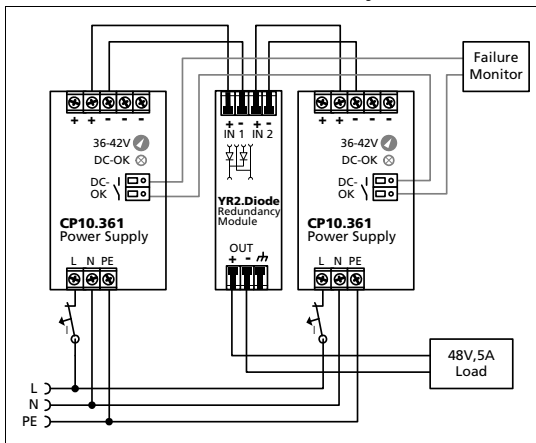 Failure
Monitor
+ + - - -
36-42V
DC-OK
DC-
OK
CP10.361
Power Supply
L N PE
+ - + -
IN 1 IN 2
YR2.Diode
Redundancy
Module
OUT
+ -
+ + - - -
36-42V
DC-OK
DC-
OK
CP10.361
Power Supply
L N PE
I
I
48V,5A
Load
L
N
PE